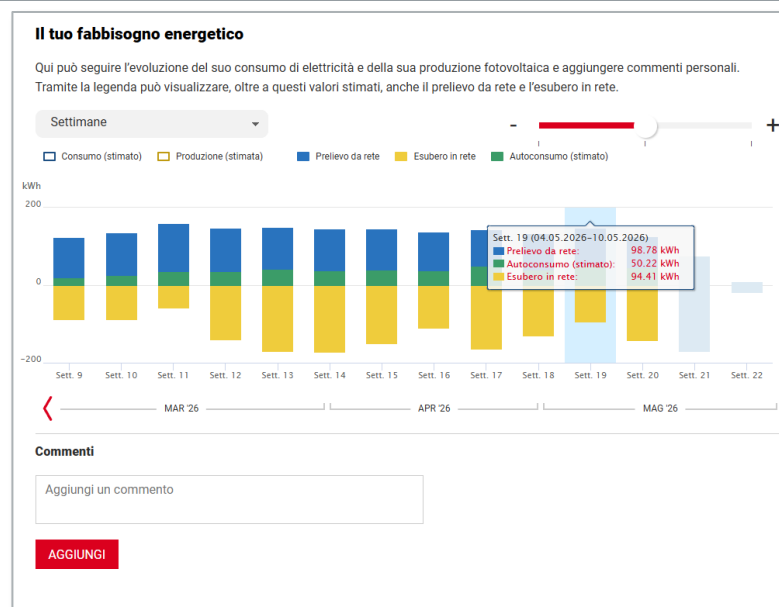 Il tuo fabbisogno energetico
Qui può seguire l'evoluzione del suo consumo di elettricità e della sua produzione fotovoltaica e aggiungere commenti personali.
Tramite la legenda può visualizzare, oltre a questi valori stimati, anche il prelievo da rete e l'esubero in rete.
Settimane
- +
Consumo (stimato) Produzione (stimata) Prelievo da rete Esubero in rete Autoconsumo (stimato)
kWh
200
0
-200
Sett. 19 (04.05.2026–10.05.2026)
Prelievo da rete: 98.78 kWh
Autoconsumo (stimato): 50.22 kWh
Esubero in rete: 94.41 kWh
Sett. 9 Sett. 10 Sett. 11 Sett. 12 Sett. 13 Sett. 14 Sett. 15 Sett. 16 Sett. 17 Sett. 18 Sett. 19 Sett. 20 Sett. 21 Sett. 22
MAR '26 APR '26 MAG '26
Commenti
Aggiungi un commento
AGGIUNGI